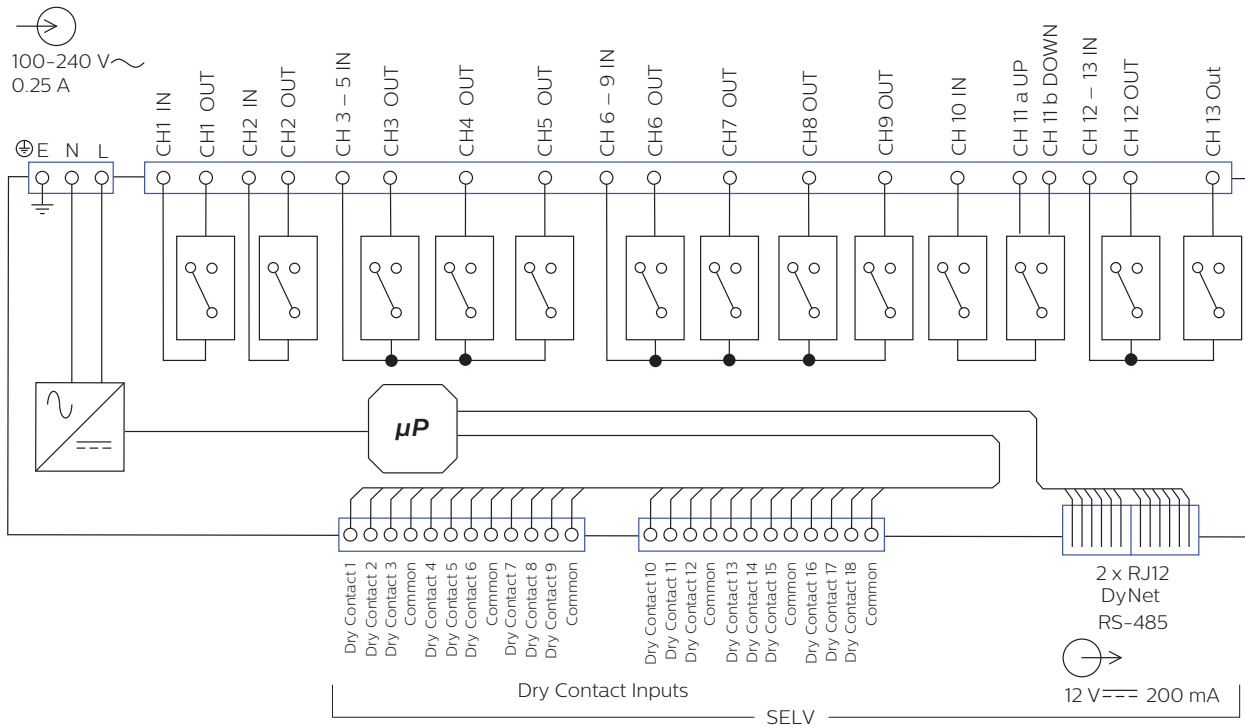 100-240 V~
0.25 A
E N L
CH1 IN
CH1 OUT
CH2 IN
CH2 OUT
CH 3 – 5 IN
CH3 OUT
CH4 OUT
CH5 OUT
CH 6 – 9 IN
CH6 OUT
CH7 OUT
CH8 OUT
CH9 OUT
CH 10 IN
CH 11 a UP
CH 11 b DOWN
CH 12 – 13 IN
CH 12 OUT
CH 13 Out
µP
Dry Contact 1
Dry Contact 2
Dry Contact 3
Common
Dry Contact 4
Dry Contact 5
Dry Contact 6
Common
Dry Contact 7
Dry Contact 8
Dry Contact 9
Common
Dry Contact 10
Dry Contact 11
Dry Contact 12
Common
Dry Contact 13
Dry Contact 14
Dry Contact 15
Common
Dry Contact 16
Dry Contact 17
Dry Contact 18
Common
2 x RJ12
DyNet
RS-485
12 V 200 mA
Dry Contact Inputs
SELV